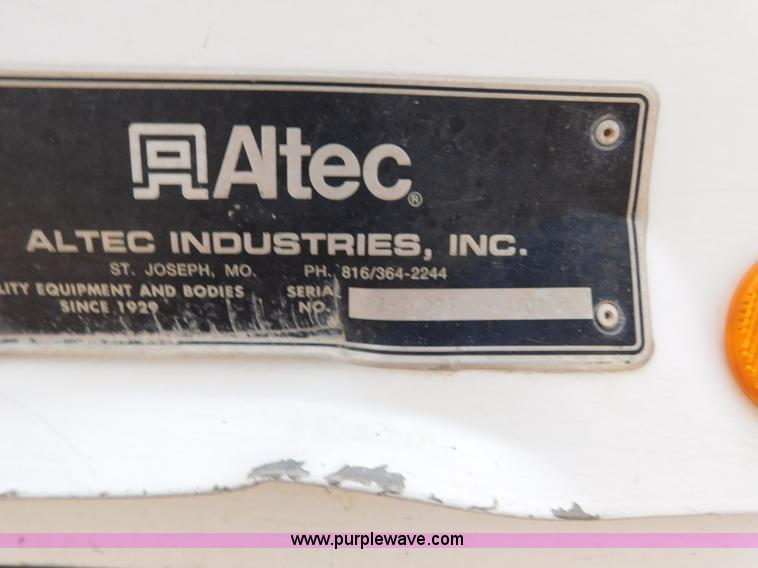 Altec®
ALTEC INDUSTRIES, INC.
ST. JOSEPH, MO. PH. 816/364-2244
LITY EQUIPMENT AND BODIES SERIAL
SINCE 1929 NO.
www.purplewave.com